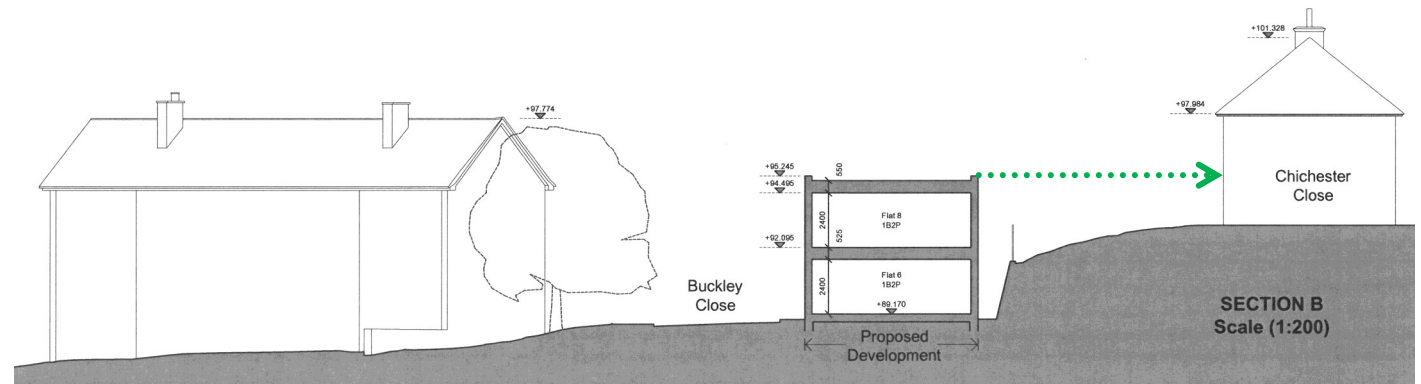 +101.328
+97.774
+97.984
+95.245
550
+94.495
2400
Flat 8
1B2P
525
+92.095
Chichester
Close
Buckley
Close
2400
Flat 6
1B2P
+89.170
Proposed
Development
SECTION B
Scale (1:200)